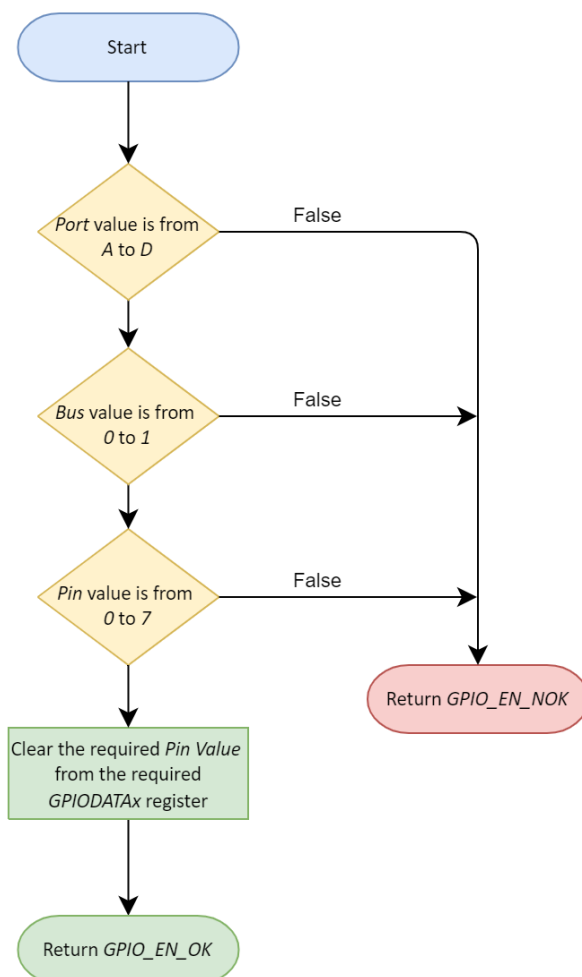 Start
Port value is from
A to D
False
Bus value is from
0 to 1
False
Pin value is from
0 to 7
False
Return GPIO_EN_NOK
Clear the required Pin Value
from the required
GPIODATAx register
Return GPIO_EN_OK